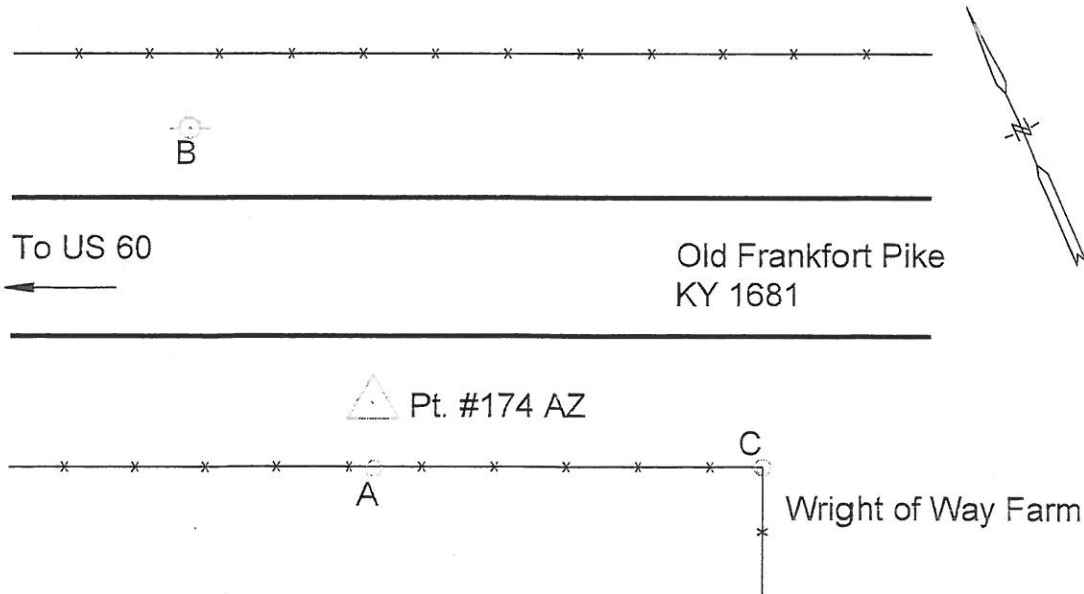 B
To US 60
Old Frankfort Pike
KY 1681
Pt. #174 AZ
A
C
Wright of Way Farm
N